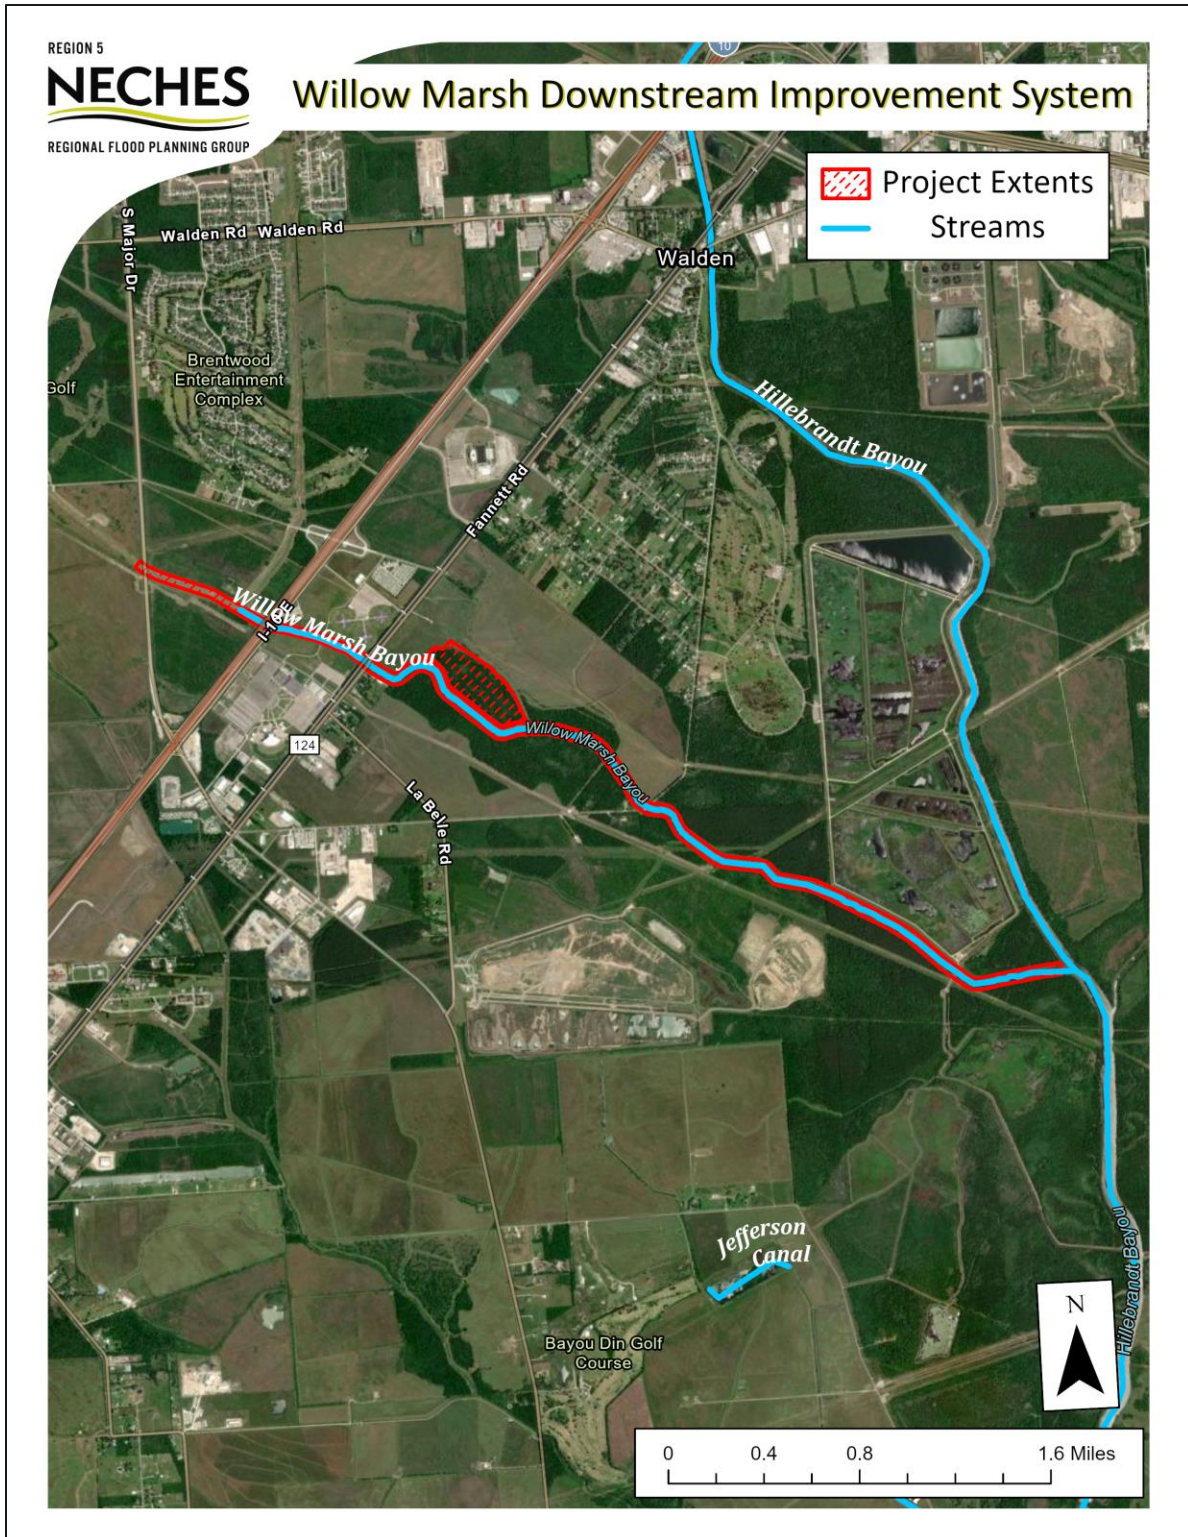 REGION 5
NECHES
REGIONAL FLOOD PLANNING GROUP
Willow Marsh Downstream Improvement System
10
Project Extents
Streams
S Major Dr
Walden Rd Walden Rd
Walden
Brentwood
Entertainment
Complex
Golf
Hillebrandt Bayou
Fannett Rd
Willow Marsh Bayou
I-10 E
Willow Marsh Bayou
124
La Belle Rd
Jefferson
Canal
Hillebrandt Bayou
N
Bayou Din Golf
Course
0 0.4 0.8 1.6 Miles